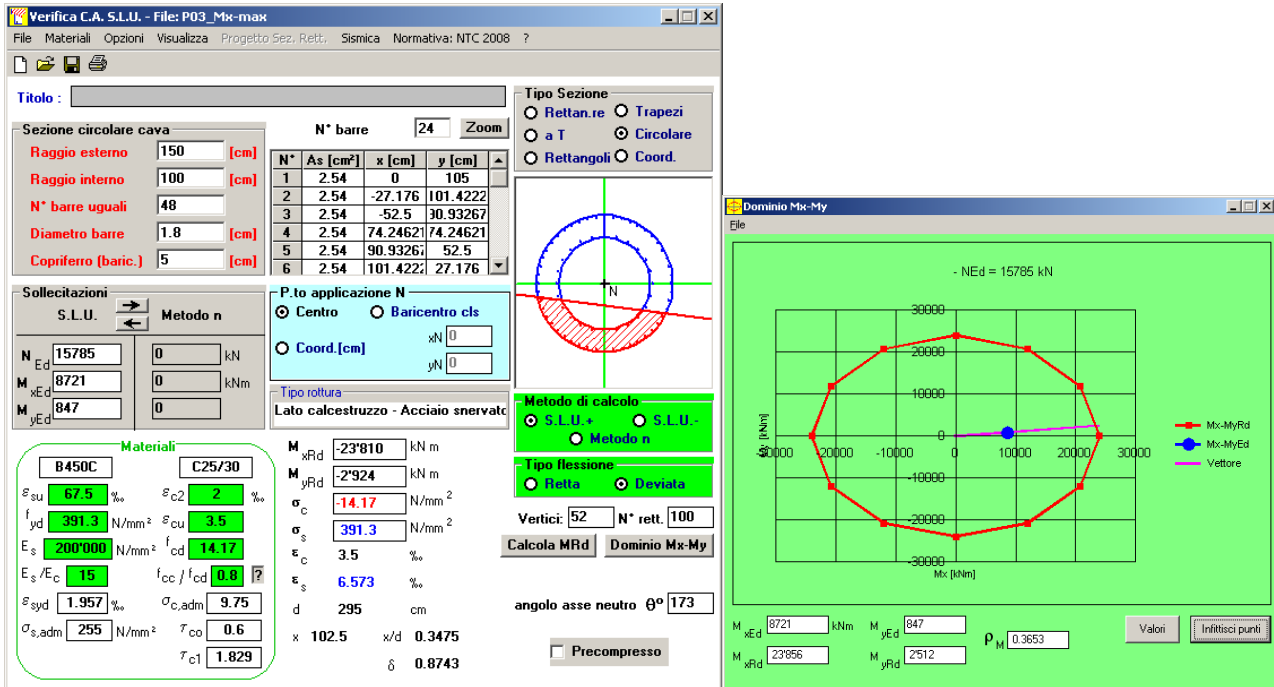 Verifica C.A. S.L.U. - File: P03_Mx-max
File Materiali Opzioni Visualizza Progetto Sez. Rett. Sismica Normativa: NTC 2008 ?
Titolo :
Sezione circolare cava
Raggio esterno 150 [cm]
Raggio interno 100 [cm]
N° barre uguali 48
Diametro barre 1.8 [cm]
Copriferro (baric.) 5 [cm]
N° barre 24 Zoom
N° As [cm²] x [cm] y [cm]
1 2.54 0 105
2 2.54 -27.176 101.4222
3 2.54 -52.5 90.93267
4 2.54 74.24621 74.24621
5 2.54 90.9326 52.5
6 2.54 101.4222 27.176
Tipo Sezione
Rettan.re Trapezi
a T Circolare
Rettangoli Coord.
N
Sollecitazioni
S.L.U. Metodo n
N Ed 15785 0 kN
M xEd 8721 0 kNm
M yEd 847 0
P.to applicazione N
Centro Baricentro cls
Coord.[cm] xN 0
yN 0
Tipo rottura
Lato calcestruzzo - Acciaio snervato
Metodo di calcolo
S.L.U.+ S.L.U.-
Metodo n
Tipo flessione
Retta Deviata
Vertici: 52 N° rett. 100
Calcola MRd Dominio Mx-My
angolo asse neutro θ° 173
Precompresso
Materiali
B450C C25/30
εsu 67.5 ‰ εc2 2 ‰
fyd 391.3 N/mm² εcu 3.5
Es 200'000 N/mm² fcd 14.17
Es/Ec 15 fcc / fcd 0.8 ?
εsyd 1.957 ‰ σc,adm 9.75
σs,adm 255 N/mm² τco 0.6
τc1 1.829
M xRd -23'810 kN m
M yRd -2'924 kN m
σc -14.17 N/mm²
σs 391.3 N/mm²
εc 3.5 ‰
εs 6.573 ‰
d 295 cm
x 102.5 x/d 0.3475
δ 0.8743
Dominio Mx-My
File
- NEd = 15785 kN
30000
20000
10000
0
-10000
-20000
-30000
-30000 -20000 -10000 0 10000 20000 30000
My [kNm]
Mx [kNm]
Mx-MyRd
Mx-MyEd
Vettore
M xEd 8721 kNm M yEd 847
M xRd 23'856 M yRd 2'512
ρM 0.3653
Valori Infittisci punti